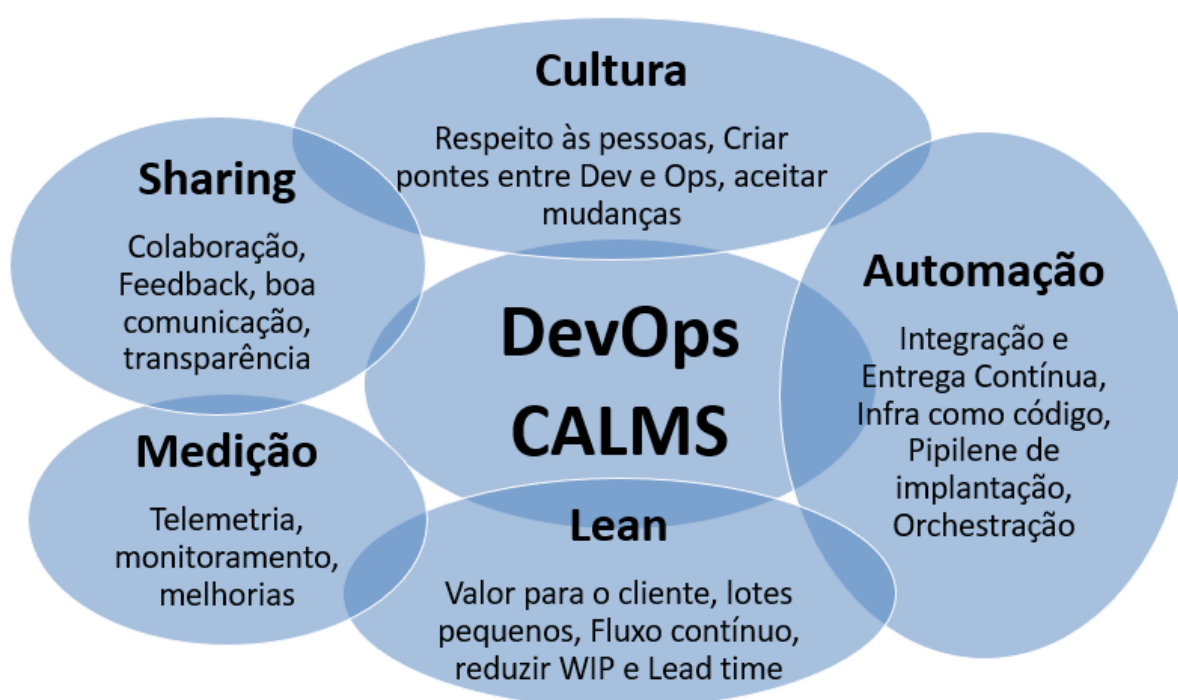 Cultura
Respeito às pessoas, Criar
pontes entre Dev e Ops, aceitar
mudanças
Sharing
Colaboração,
Feedback, boa
comunicação,
transparência
DevOps
CALMS
Automação
Integração e
Entrega Contínua,
Infra como código,
Pipilene de
implantação,
Orchestração
Medição
Telemetria,
monitoramento,
melhorias
Lean
Valor para o cliente, lotes
pequenos, Fluxo contínuo,
reduzir WIP e Lead time